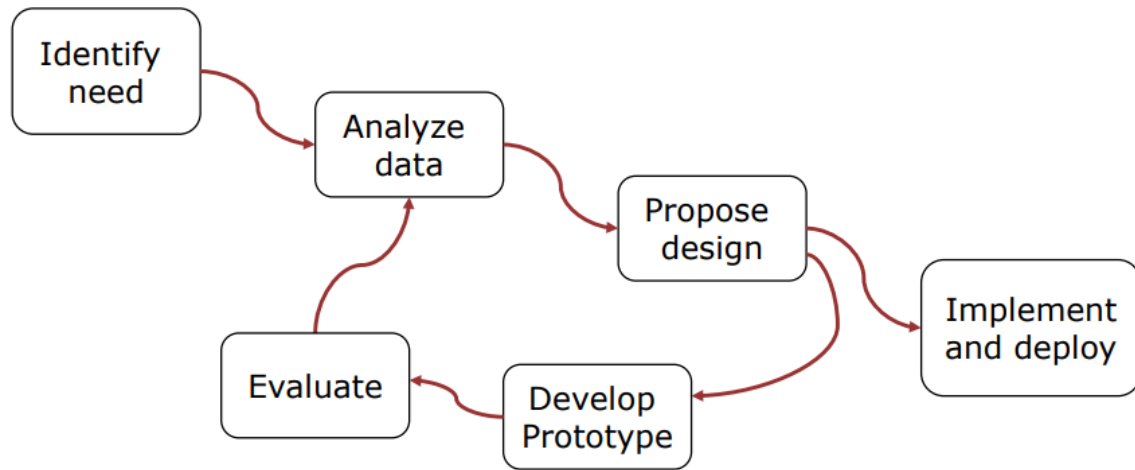 Identify
need
Analyze
data
Propose
design
Implement
and deploy
Develop
Prototype
Evaluate